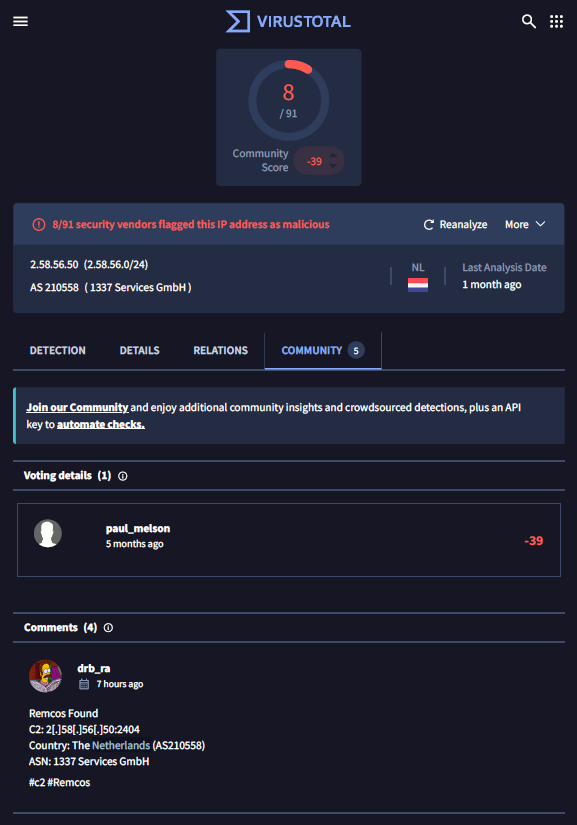 VIRUSTOTAL
8
/ 91
Community
Score
-39
8/91 security vendors flagged this IP address as malicious
Reanalyze
More
2.58.56.50 (2.58.56.0/24)
AS 210558 ( 1337 Services GmbH )
NL
Last Analysis Date
1 month ago
DETECTION
DETAILS
RELATIONS
COMMUNITY 5
Join our Community and enjoy additional community insights and crowdsourced detections, plus an API
key to automate checks.
Voting details (1)
paul_melson
5 months ago
-39
Comments (4)
drb_ra
7 hours ago
Remcos Found
C2: 2[.]58[.]56[.]50:2404
Country: The Netherlands (AS210558)
ASN: 1337 Services GmbH
#c2 #Remcos